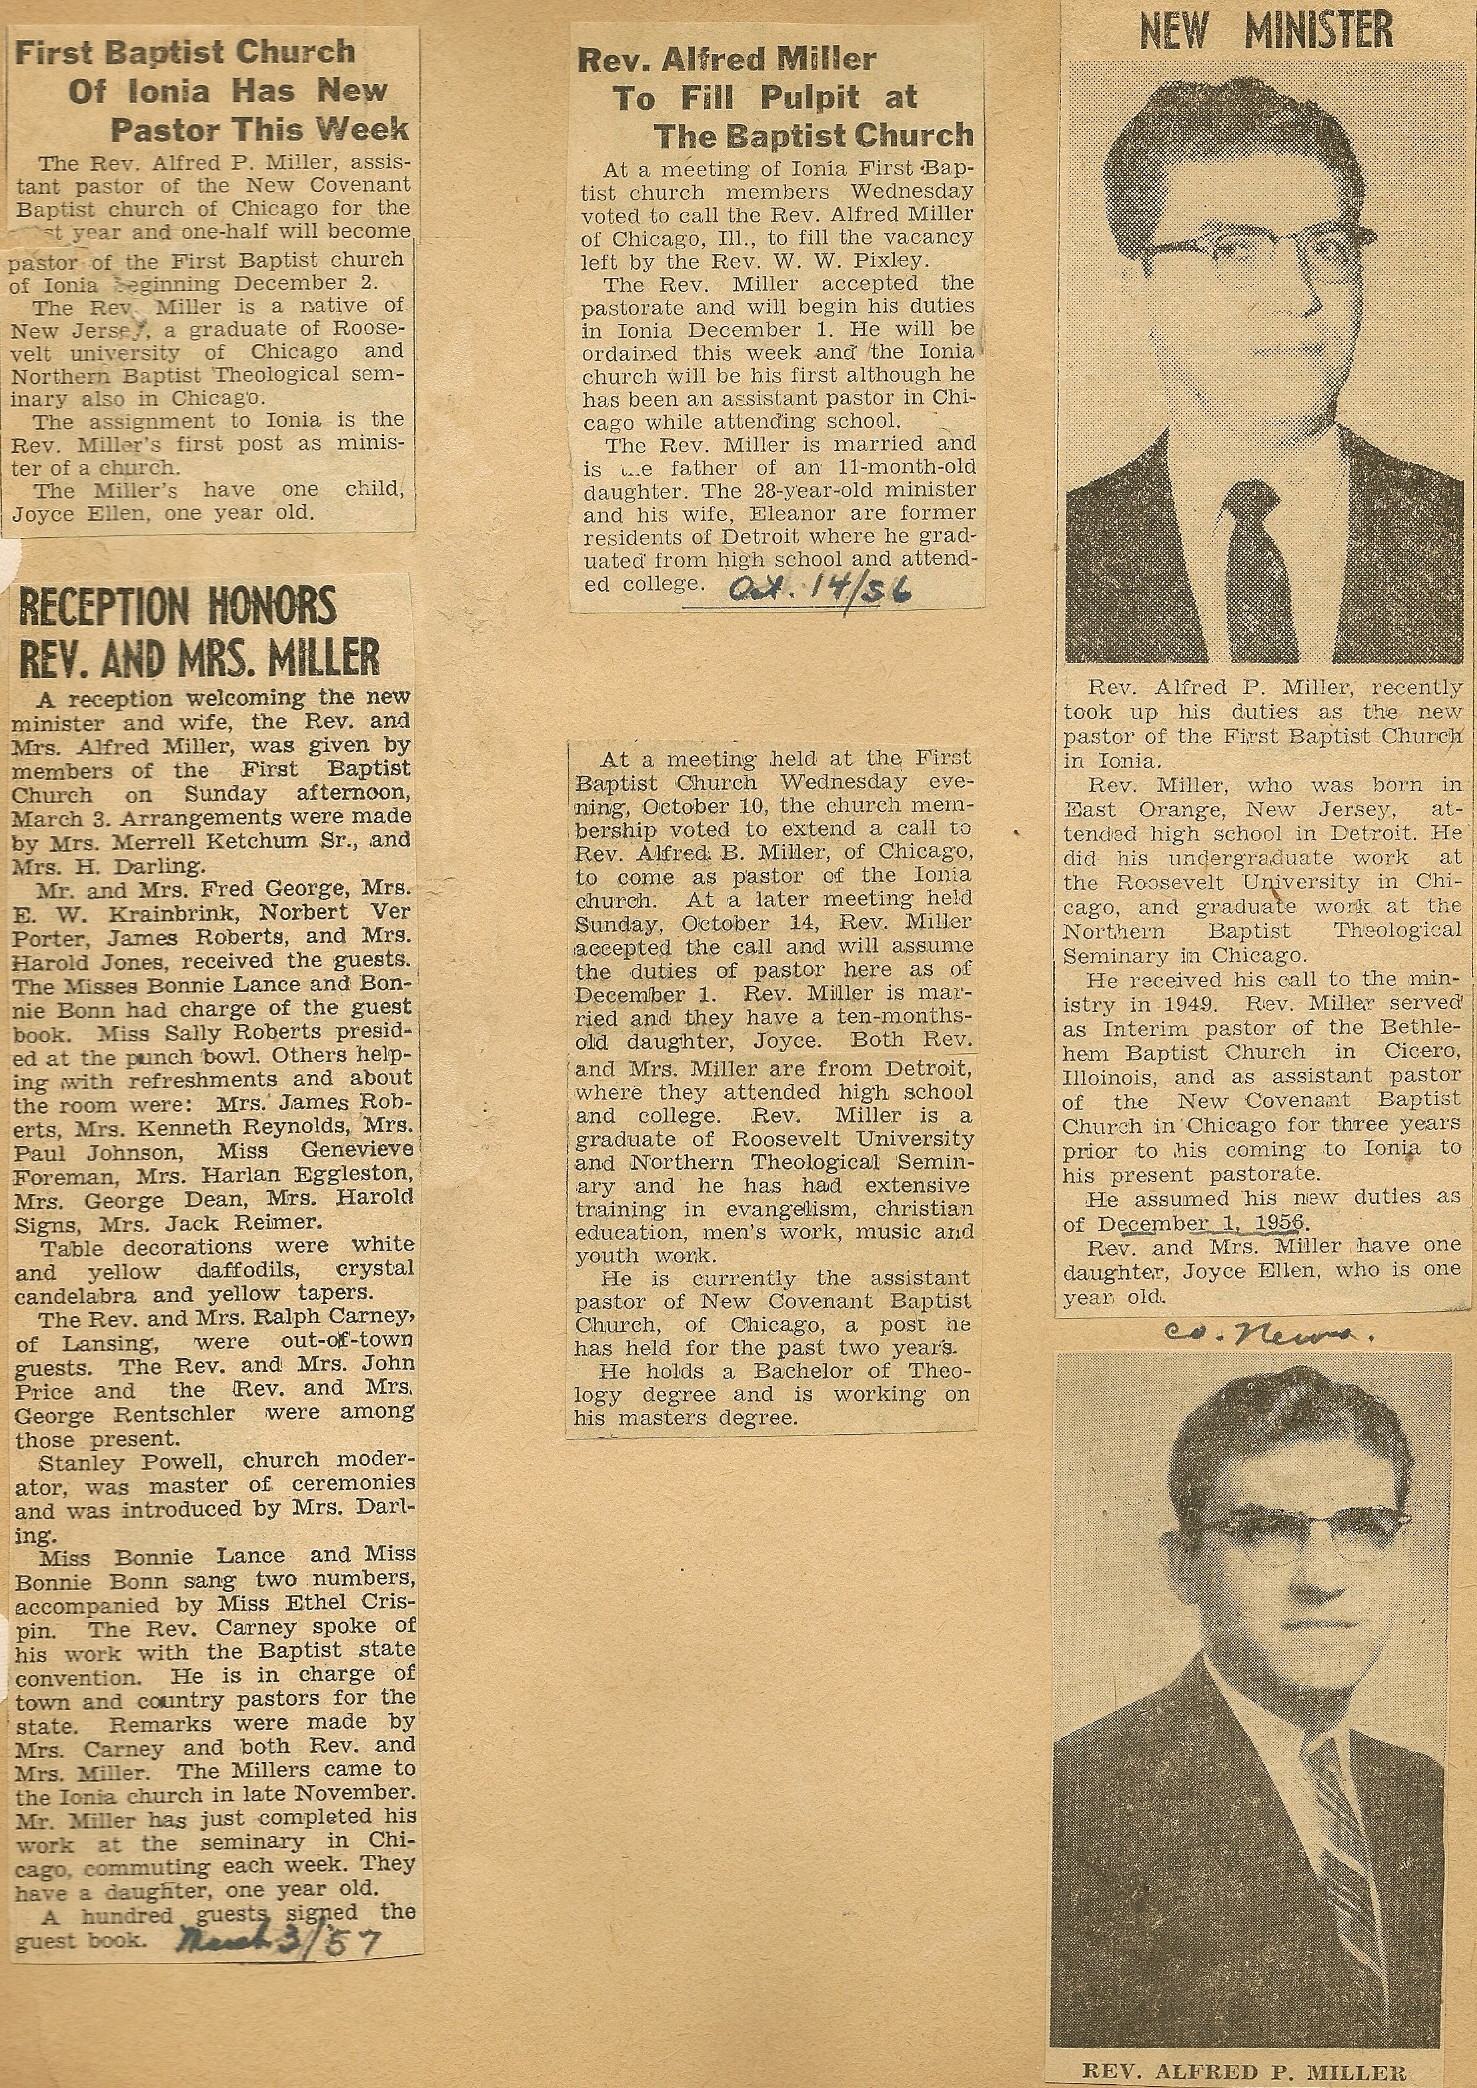 First Baptist Church
Of Ionia Has New
Pastor This Week
The Rev. Alfred P. Miller, assis-
tant pastor of the New Covenant
Baptist church of Chicago for the
year and one-half will become
pastor of the First Baptist church
of Ionia beginning December 2.
The Rev. Miller is a native of
New Jersey, a graduate of Roose-
velt university of Chicago and
Northern Baptist Theological sem-
inary also in Chicago.
The assignment to Ionia is the
Rev. Miller's first post as minis-
ter of a church.
The Miller's have one child,
Joyce Ellen, one year old.
RECEPTION HONORS
REV. AND MRS. MILLER
A reception welcoming the new
minister and wife, the Rev. and
Mrs. Alfred Miller, was given by
members of the First Baptist
Church on Sunday afternoon,
March 3. Arrangements were made
by Mrs. Merrell Ketchum Sr., and
Mrs. H. Darling.
Mr. and Mrs. Fred George, Mrs.
E. W. Krainbrink, Norbert Ver
Porter, James Roberts, and Mrs.
Harold Jones, received the guests.
The Misses Bonnie Lance and Bon-
nie Bonn had charge of the guest
book. Miss Sally Roberts presid-
ed at the punch bowl. Others help-
ing with refreshments and about
the room were: Mrs. James Rob-
erts, Mrs. Kenneth Reynolds, Mrs.
Paul Johnson, Miss Genevieve
Foreman, Mrs. Harlan Eggleston,
Mrs. George Dean, Mrs. Harold
Signs, Mrs. Jack Reimer.
Table decorations were white
and yellow daffodils, crystal
candelabra and yellow tapers.
The Rev. and Mrs. Ralph Carney,
of Lansing, were out-of-town
guests. The Rev. and Mrs. John
Price and the Rev. and Mrs.
George Rentschler were among
those present.
Stanley Powell, church moder-
ator, was master of ceremonies
and was introduced by Mrs. Darl-
ing.
Miss Bonnie Lance and Miss
Bonnie Bonn sang two numbers,
accompanied by Miss Ethel Cris-
pin. The Rev. Carney spoke of
his work with the Baptist state
convention. He is in charge of
town and country pastors for the
state. Remarks were made by
Mrs. Carney and both Rev. and
Mrs. Miller. The Millers came to
the Ionia church in late November.
Mr. Miller has just completed his
work at the seminary in Chi-
cago, commuting each week. They
have a daughter, one year old.
A hundred guests signed the
guest book. March 3/57
Rev. Alfred Miller
To Fill Pulpit at
The Baptist Church
At a meeting of Ionia First Bap-
tist church members Wednesday
voted to call the Rev. Alfred Miller
of Chicago, Ill., to fill the vacancy
left by the Rev. W. W. Pixley.
The Rev. Miller accepted the
pastorate and will begin his duties
in Ionia December 1. He will be
ordained this week and the Ionia
church will be his first although he
has been an assistant pastor in Chi-
cago while attending school.
The Rev. Miller is married and
is the father of an 11-month-old
daughter. The 28-year-old minister
and his wife, Eleanor are former
residents of Detroit where he grad-
uated from high school and attend-
ed college. Oct. 14/56
At a meeting held at the First
Baptist Church Wednesday eve-
ning, October 10, the church mem-
bership voted to extend a call to
Rev. Alfred B. Miller, of Chicago,
to come as pastor of the Ionia
church. At a later meeting held
Sunday, October 14, Rev. Miller
accepted the call and will assume
the duties of pastor here as of
December 1. Rev. Miller is mar-
ried and they have a ten-months-
old daughter, Joyce. Both Rev.
and Mrs. Miller are from Detroit,
where they attended high school
and college. Rev. Miller is a
graduate of Roosevelt University
and Northern Theological Semin-
ary and he has had extensive
training in evangelism, christian
education, men's work, music and
youth work.
He is currently the assistant
pastor of New Covenant Baptist
Church, of Chicago, a post he
has held for the past two years.
He holds a Bachelor of Theo-
logy degree and is working on
his masters degree.
NEW MINISTER
Rev. Alfred P. Miller, recently
took up his duties as the new
pastor of the First Baptist Church
in Ionia.
Rev. Miller, who was born in
East Orange, New Jersey, at-
tended high school in Detroit. He
did his undergraduate work at
the Roosevelt University in Chi-
cago, and graduate work at the
Northern Baptist Theological
Seminary in Chicago.
He received his call to the min-
istry in 1949. Rev. Miller served
as Interim pastor of the Bethle-
hem Baptist Church in Cicero,
Illoinois, and as assistant pastor
of the New Covenant Baptist
Church in Chicago for three years
prior to his coming to Ionia to
his present pastorate.
He assumed his new duties as
of December 1, 1956.
Rev. and Mrs. Miller have one
daughter, Joyce Ellen, who is one
year old.
Co. News.
REV. ALFRED P. MILLER